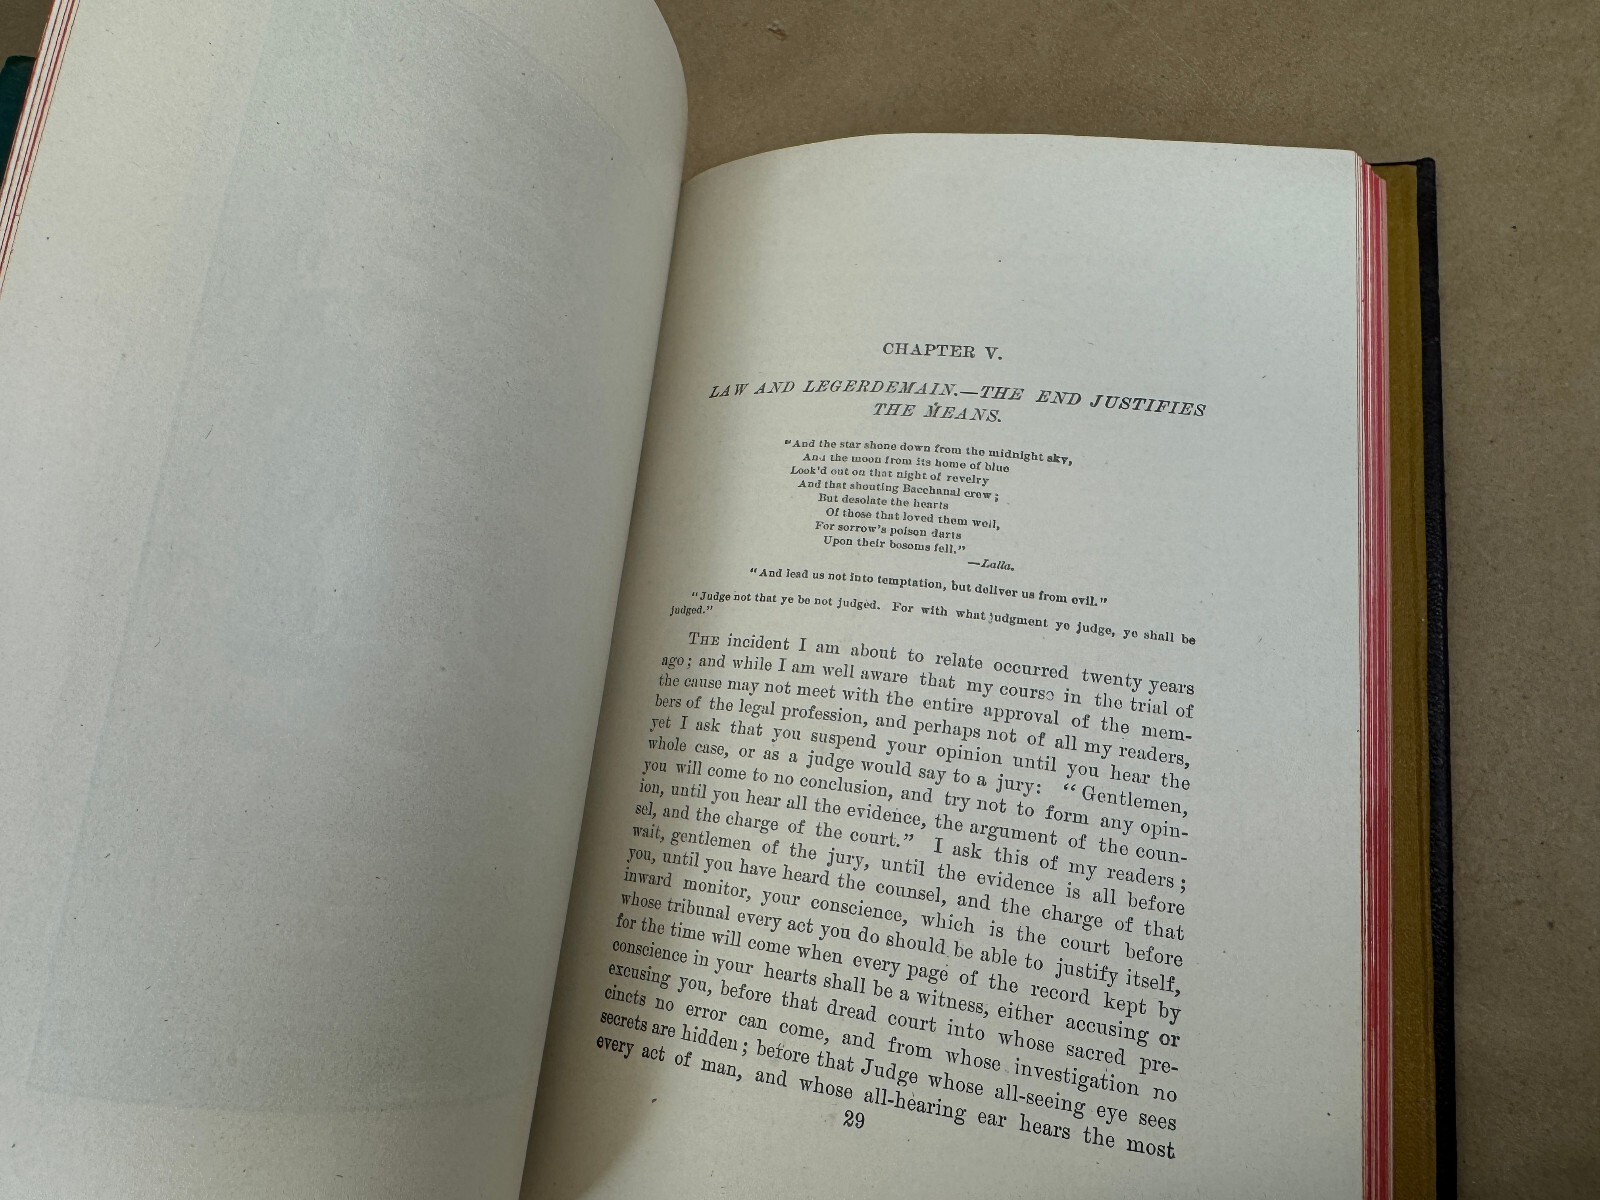 CHAPTER V.
LAW AND LEGERDEMAIN.—THE END JUSTIFIES
THE MEANS.
"And the star shone down from the midnight sky,
And the moon from its home of blue
Look'd out on that night of revelry
And that shouting Bacchanal crew;
But desolate the hearts
Of those that loved them well,
For sorrow's poison darts
Upon their bosoms fell."
—Lalla.
"And lead us not into temptation, but deliver us from evil."
"Judge not that ye be not judged. For with what judgment ye judge, ye shall be
judged."
THE incident I am about to relate occurred twenty years
ago; and while I am well aware that my course in the trial of
the cause may not meet with the entire approval of the mem-
bers of the legal profession, and perhaps not of all my readers,
yet I ask that you suspend your opinion until you hear the
whole case, or as a judge would say to a jury: "Gentlemen,
you will come to no conclusion, and try not to form any opin-
ion, until you hear all the evidence, the argument of the coun-
sel, and the charge of the court." I ask this of my readers;
wait, gentlemen of the jury, until the evidence is all before
you, until you have heard the counsel, and the charge of that
inward monitor, your conscience, which is the court before
whose tribunal every act you do should be able to justify itself,
for the time will come when every page of the record kept by
conscience in your hearts shall be a witness, either accusing or
excusing you, before that dread court into whose sacred pre-
cincts no error can come, and from whose investigation no
secrets are hidden; before that Judge whose all-seeing eye sees
every act of man, and whose all-hearing ear hears the most
29